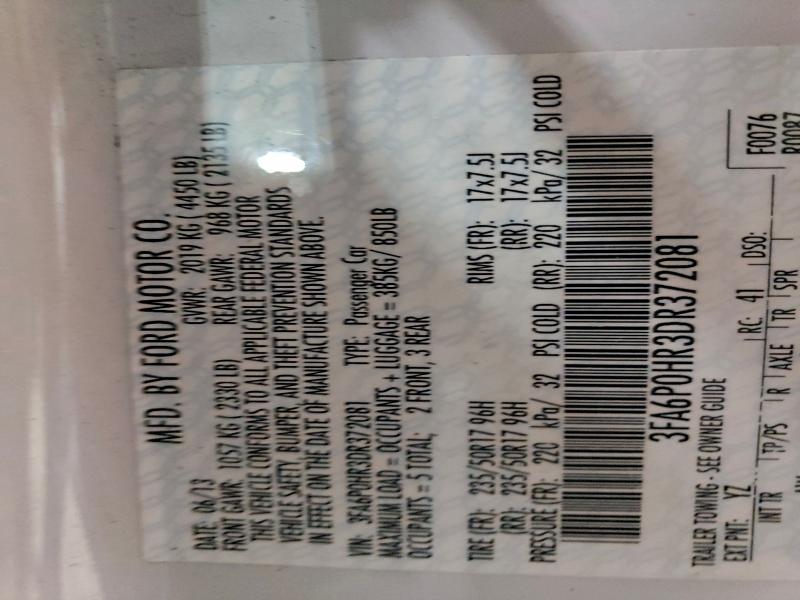 MFD. BY FORD MOTOR CO.
DATE: 06/13 GVWR: 2019 KG ( 4450 LB)
FRONT GAWR: 1057 KG ( 2330 LB) REAR GAWR: 968 KG ( 2135 LB)
THIS VEHICLE CONFORMS TO ALL APPLICABLE FEDERAL MOTOR
VEHICLE SAFETY, BUMPER, AND THEFT PREVENTION STANDARDS
IN EFFECT ON THE DATE OF MANUFACTURE SHOWN ABOVE.
VIN: 3FA6P0HR3DR372081 TYPE: Passenger Car
MAXIMUM LOAD = OCCUPANTS + LUGGAGE = 385KG/ 850LB
OCCUPANTS = 5 TOTAL; 2 FRONT, 3 REAR
TIRE (FR): 235/50R17 96H RIMS (FR): 17x7.5J
(RR): 235/50R17 96H (RR): 17x7.5J
PRESSURE (FR): 220 kPa/ 32 PSI COLD (RR): 220 kPa/ 32 PSI COLD
3FA6P0HR3DR372081
TRAILER TOWING - SEE OWNER GUIDE F0076
EXT PNT: YZ RC: 41 DSO: R0087
INT TR TP/PS R AXLE TR SPR